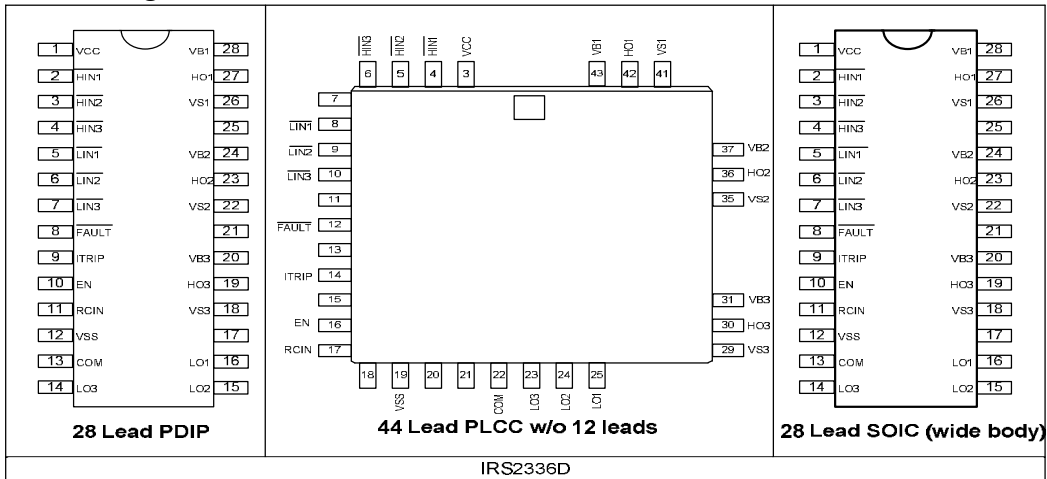 1 VCC VB1 28
2 HIN1 HO1 27
3 HIN2 VS1 26
4 HIN3 25
5 LIN1 VB2 24
6 LIN2 HO2 23
7 LIN3 VS2 22
8 FAULT 21
9 ITRIP VB3 20
10 EN HO3 19
11 RCIN VS3 18
12 VSS 17
13 COM LO1 16
14 LO3 LO2 15
28 Lead PDIP
HIN3 HIN2 HIN1 VCC VB1 HO1 VS1
6 5 4 3 43 42 41
7
LIN1 8
LIN2 9
37 VB2
LIN3 10
36 HO2
11
35 VS2
FAULT 12
13
ITRIP 14
15
31 VB3
EN 16
30 HO3
RCIN 17
29 VS3
18 19 20 21 22 23 24 25
VSS COM LO3 LO2 LO1
44 Lead PLCC w/o 12 leads
1 VCC VB1 28
2 HIN1 HO1 27
3 HIN2 VS1 26
4 HIN3 25
5 LIN1 VB2 24
6 LIN2 HO2 23
7 LIN3 VS2 22
8 FAULT 21
9 ITRIP VB3 20
10 EN HO3 19
11 RCIN VS3 18
12 VSS 17
13 COM LO1 16
14 LO3 LO2 15
28 Lead SOIC (wide body)
IRS2336D